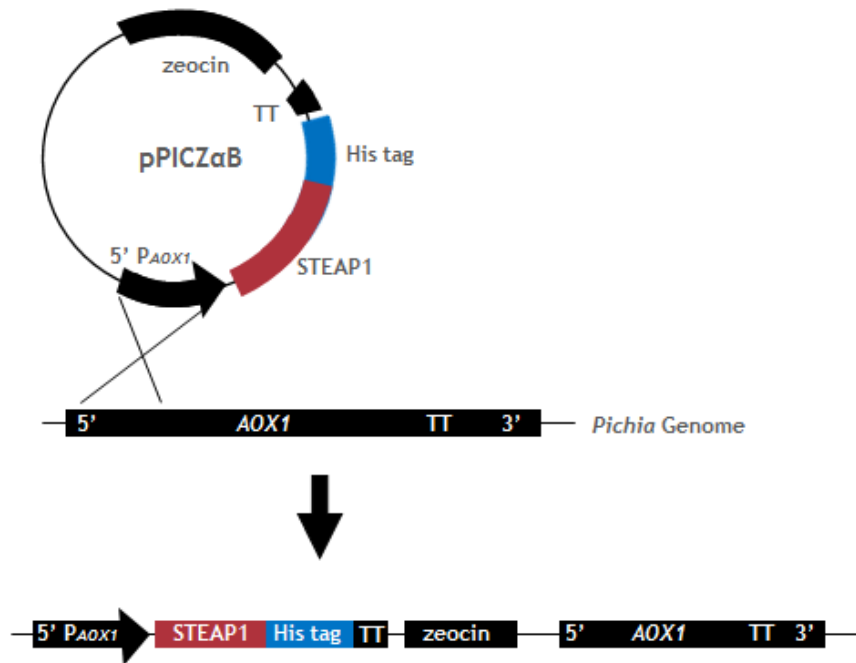 zeocin
TT
pPICZαB
His tag
5’ PAOX1
STEAP1
5’ AOX1 TT 3’
Pichia Genome
5’ PAOX1 STEAP1 His tag TT zeocin 5’ AOX1 TT 3’